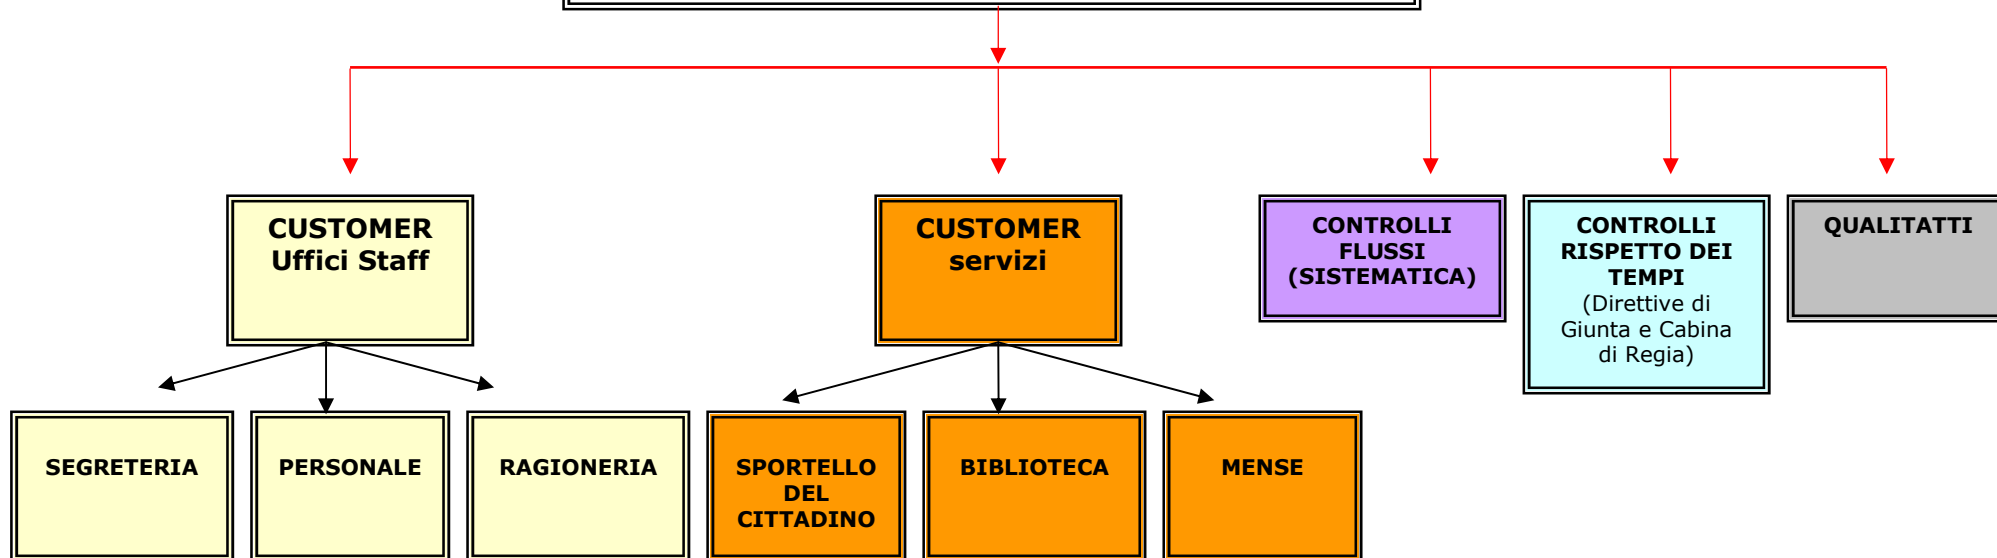 CUSTOMER
Uffici Staff
CUSTOMER
servizi
CONTROLLI
FLUSSI
(SISTEMATICA)
CONTROLLI
RISPETTO DEI
TEMPI
(Direttive di
Giunta e Cabina
di Regia)
QUALITATTI
SEGRETERIA
PERSONALE
RAGIONERIA
SPORTELLO
DEL
CITTADINO
BIBLIOTECA
MENSE